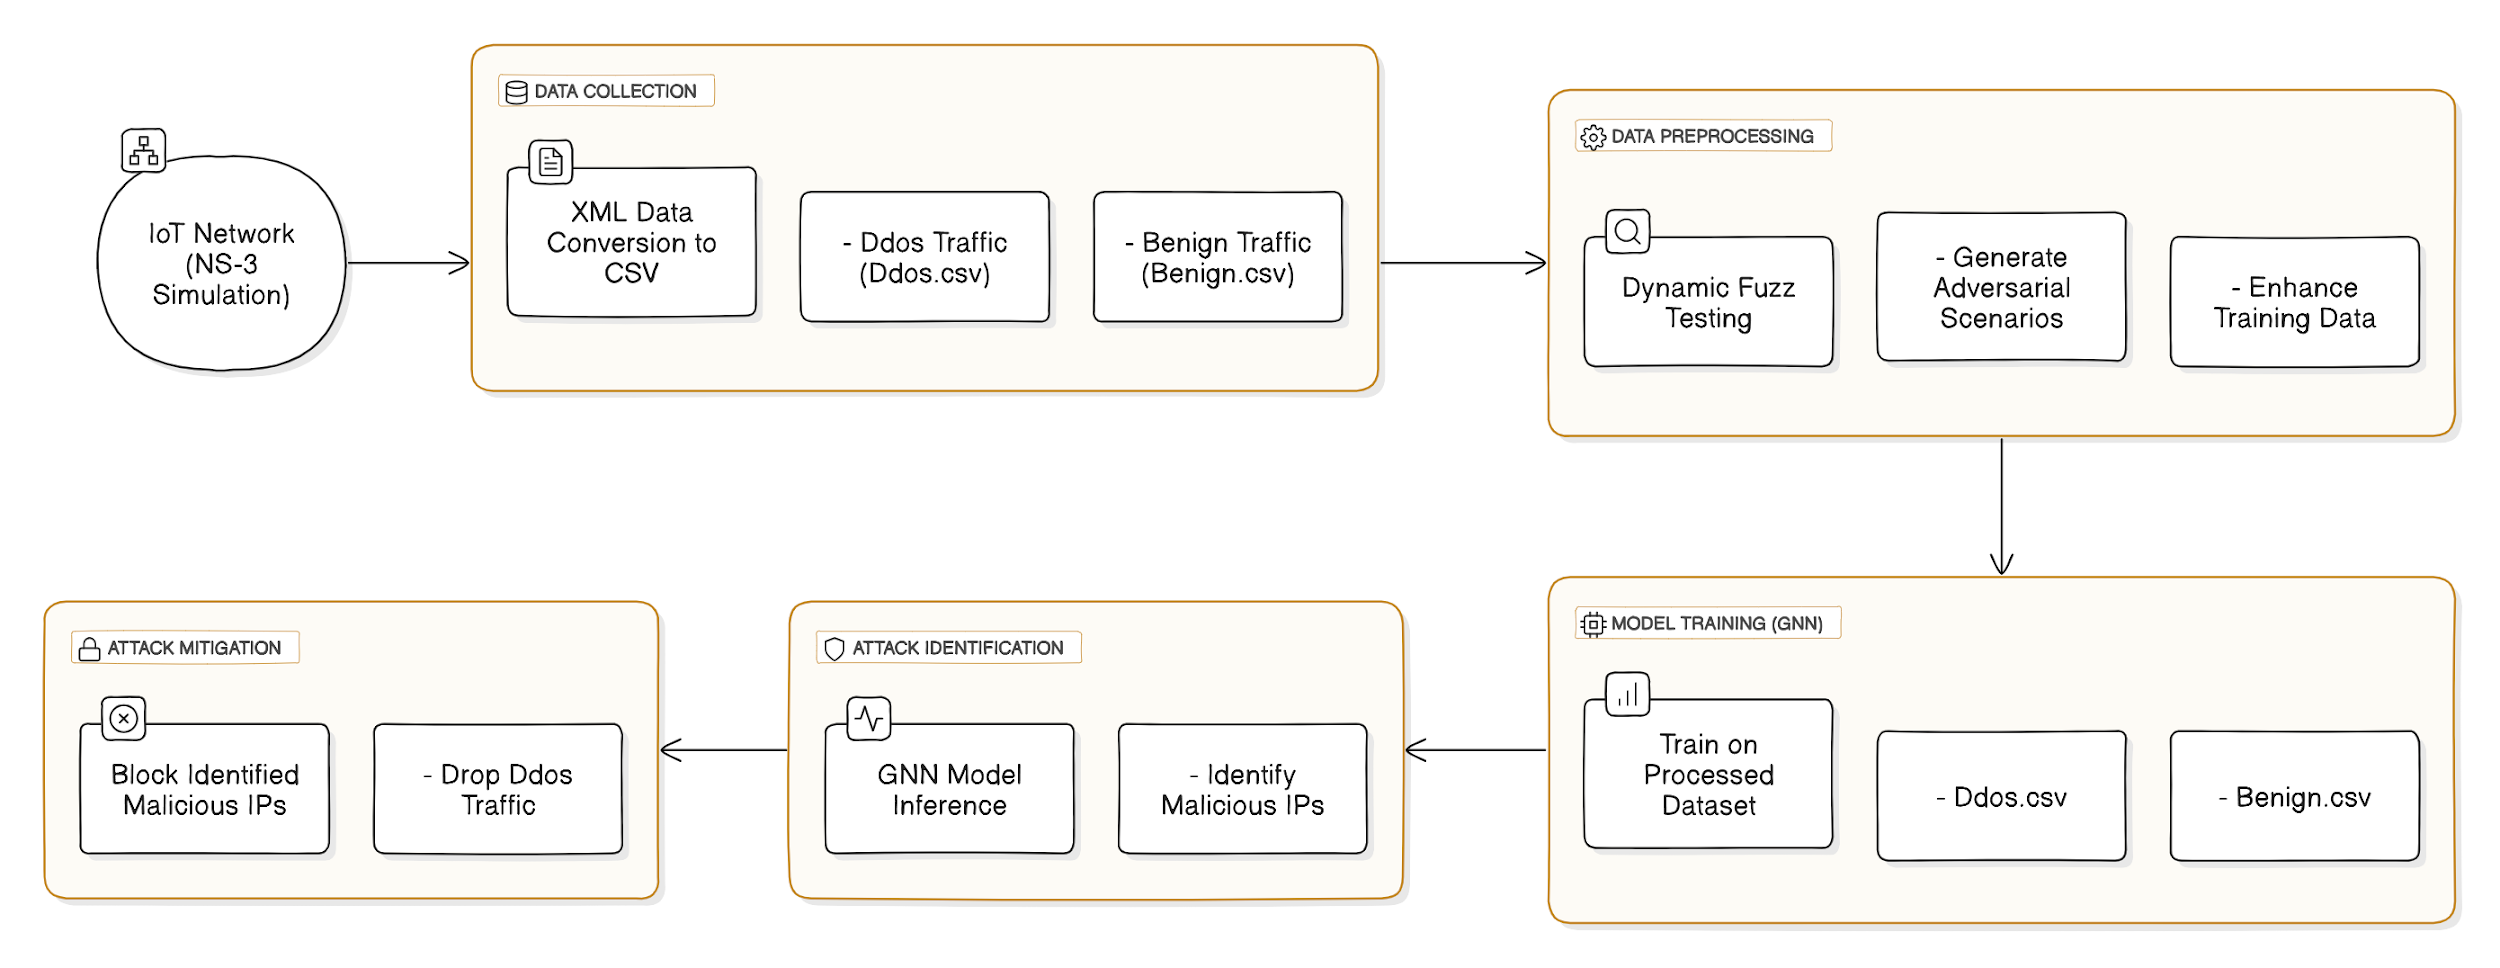 IoT Network
(NS-3
Simulation)
DATA COLLECTION
XML Data
Conversion to
CSV
- Ddos Traffic
(Ddos.csv)
- Benign Traffic
(Benign.csv)
DATA PREPROCESSING
Dynamic Fuzz
Testing
- Generate
Adversarial
Scenarios
- Enhance
Training Data
MODEL TRAINING (GNN)
Train on
Processed
Dataset
- Ddos.csv
- Benign.csv
ATTACK IDENTIFICATION
GNN Model
Inference
- Identify
Malicious IPs
ATTACK MITIGATION
Block Identified
Malicious IPs
- Drop Ddos
Traffic